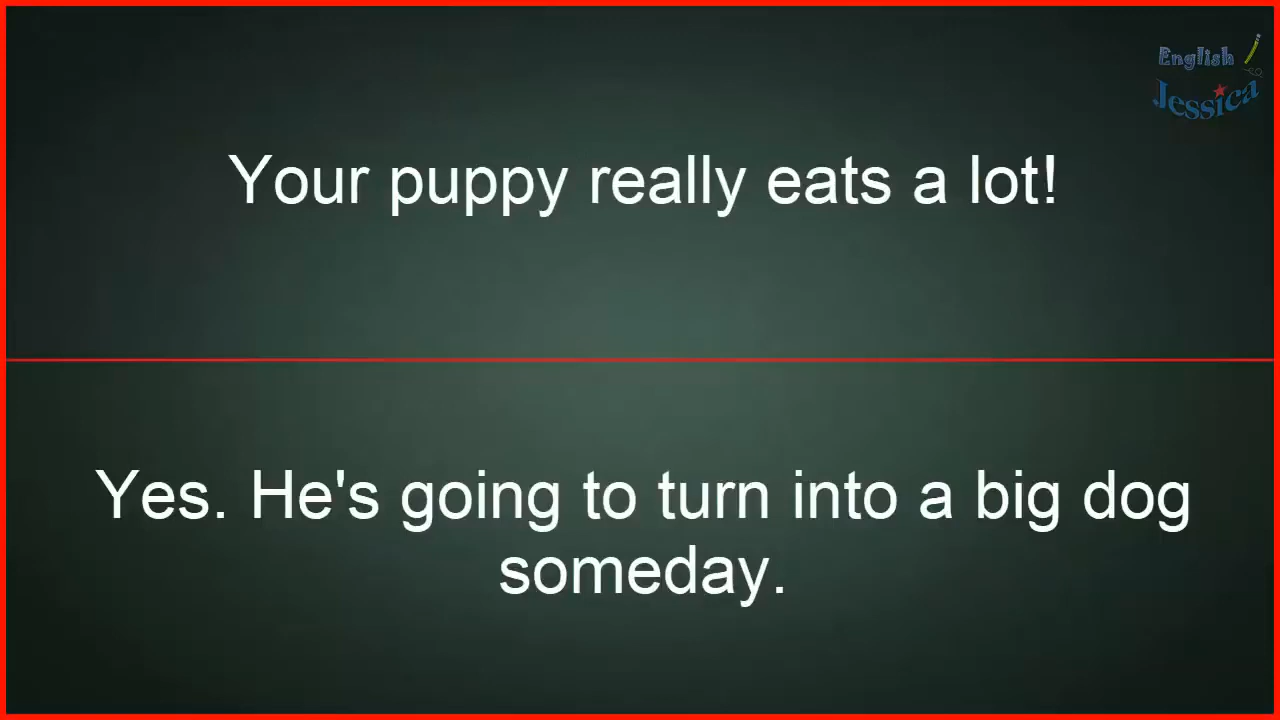 English
Jessica
Your puppy really eats a lot!
Yes. He's going to turn into a big dog
someday.